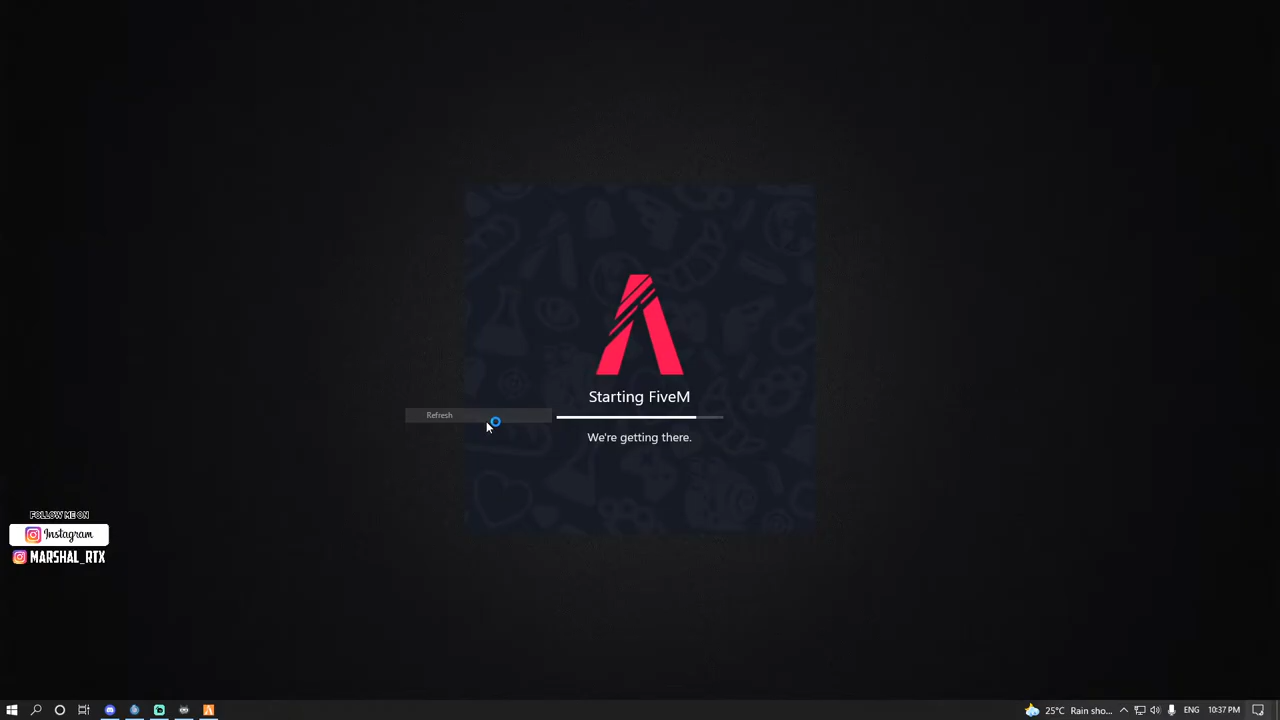 Starting FiveM
Refresh
We're getting there.
FOLLOW ME ON
Instagram
MARSHAL_RTX
25°C Rain sho... ENG 10:37 PM